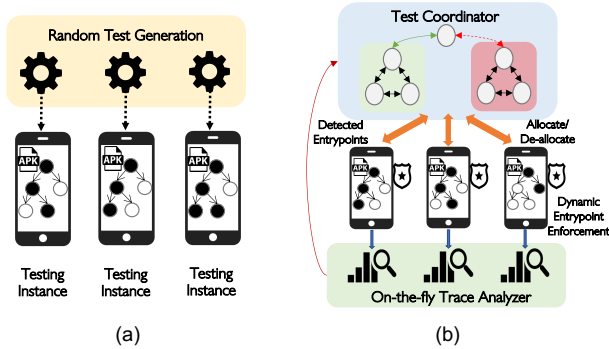 (a)
Random Test Generation
APK
APK
APK
Testing
Instance
Testing
Instance
Testing
Instance
(b)
Test Coordinator
Detected
Entrypoints
Allocate/
De-allocate
APK
APK
APK
Dynamic
Entrypoint
Enforcement
On-the-fly Trace Analyzer
(a)
(b)